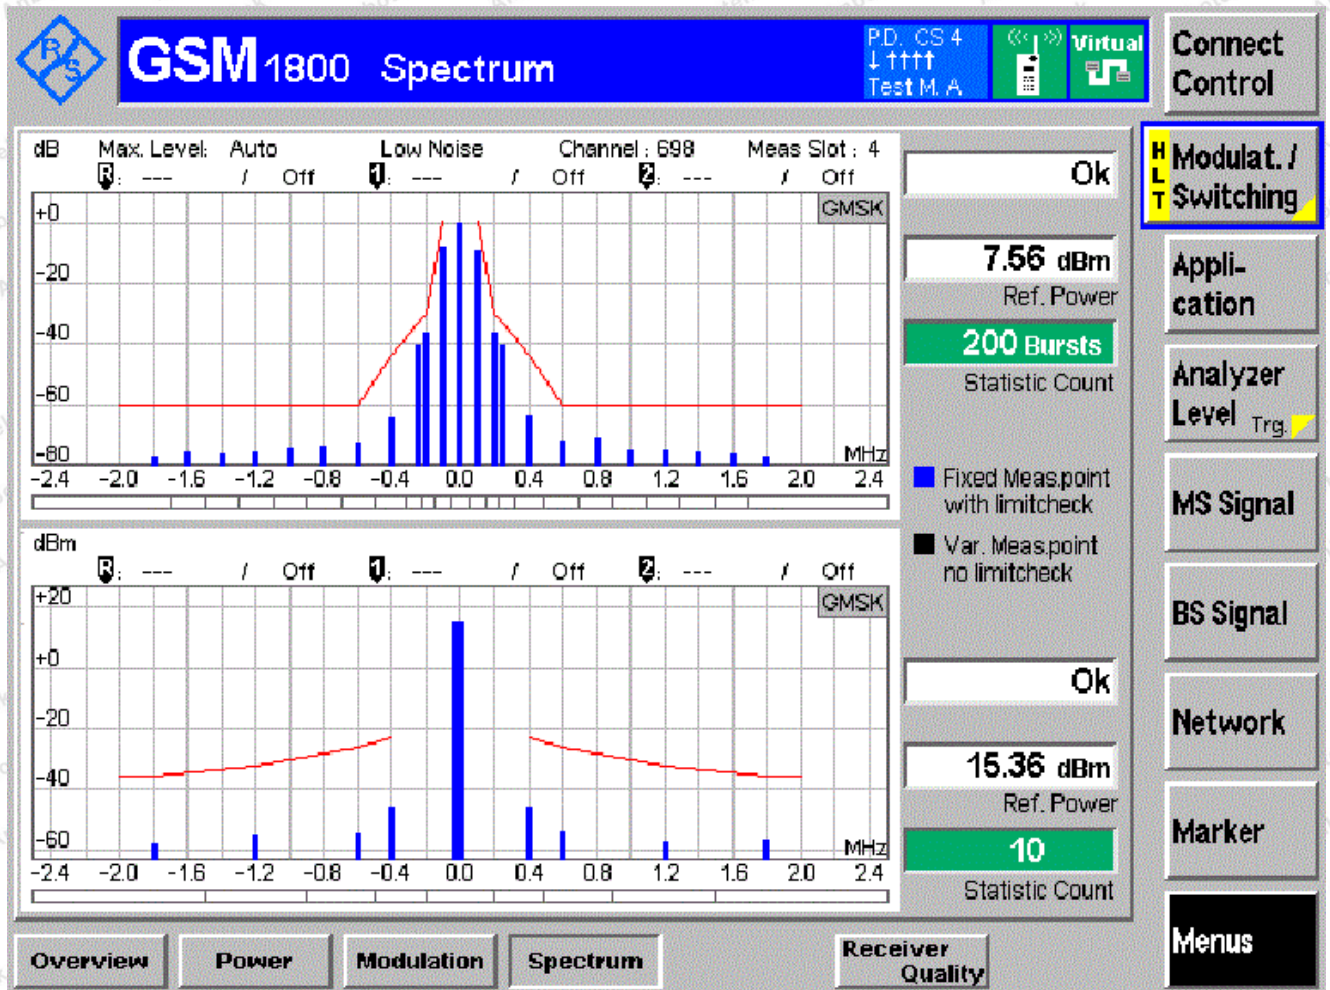 R S
GSM 1800 Spectrum
P.D. CS 4
↓ ↑↑↑↑
Test M. A
Virtual
Connect
Control
dB Max. Level: Auto Low Noise Channel : 698 Meas Slot : 4
R : --- / Off 1 : --- / Off 2 : --- / Off
GMSK
+0
-20
-40
-60
-80
MHz
-2.4 -2.0 -1.6 -1.2 -0.8 -0.4 0.0 0.4 0.8 1.2 1.6 2.0 2.4
Ok
7.56 dBm
Ref. Power
200 Bursts
Statistic Count
Fixed Meas.point
with limitcheck
Var. Meas.point
no limitcheck
dBm
R : --- / Off 1 : --- / Off 2 : --- / Off
GMSK
+20
+0
-20
-40
-60
MHz
-2.4 -2.0 -1.6 -1.2 -0.8 -0.4 0.0 0.4 0.8 1.2 1.6 2.0 2.4
Ok
15.36 dBm
Ref. Power
10
Statistic Count
HLT
Modulat. /
Switching
Appli-
cation
Analyzer
Level Trg.
MS Signal
BS Signal
Network
Marker
Menus
Overview
Power
Modulation
Spectrum
Receiver
Quality